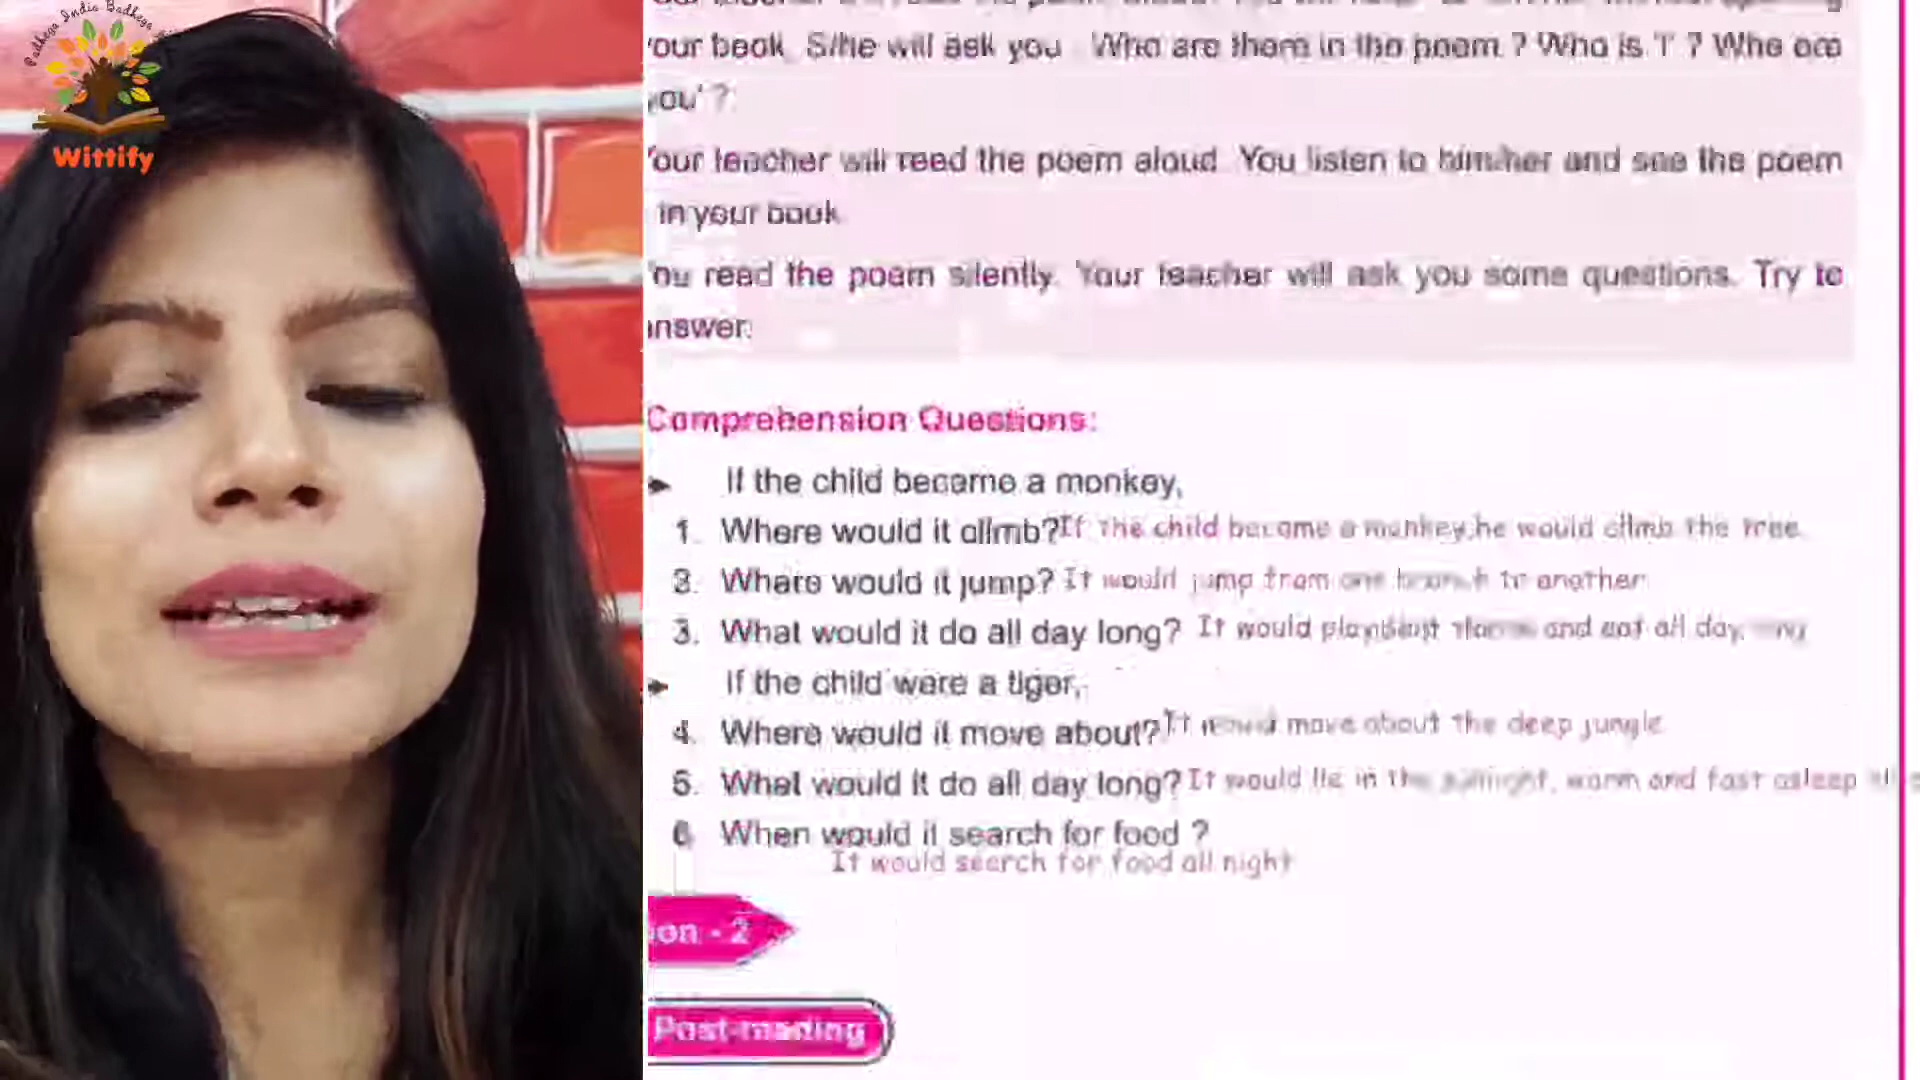 Padhega India Badhega
Wittify
your book. S/he will ask you. Who are there in the poem ? Who is 'I' ? Who are
you' ?
Your teacher will read the poem aloud. You listen to him/her and see the poem
in your book.
You read the poem silently. Your teacher will ask you some questions. Try to
answer.
Comprehension Questions:
If the child became a monkey,
1. Where would it climb? If the child became a monkey, he would climb the tree
2. Where would it jump? It would jump from one branch to another
3. What would it do all day long? It would and eat all day
If the child were a tiger,
4. Where would it move about? It would move about the deep jungle
5. What would it do all day long? It would lie in the sunlight, warm and fast asleep
6. When would it search for food ?
It would search for food all night
ion - 2
Post-reading